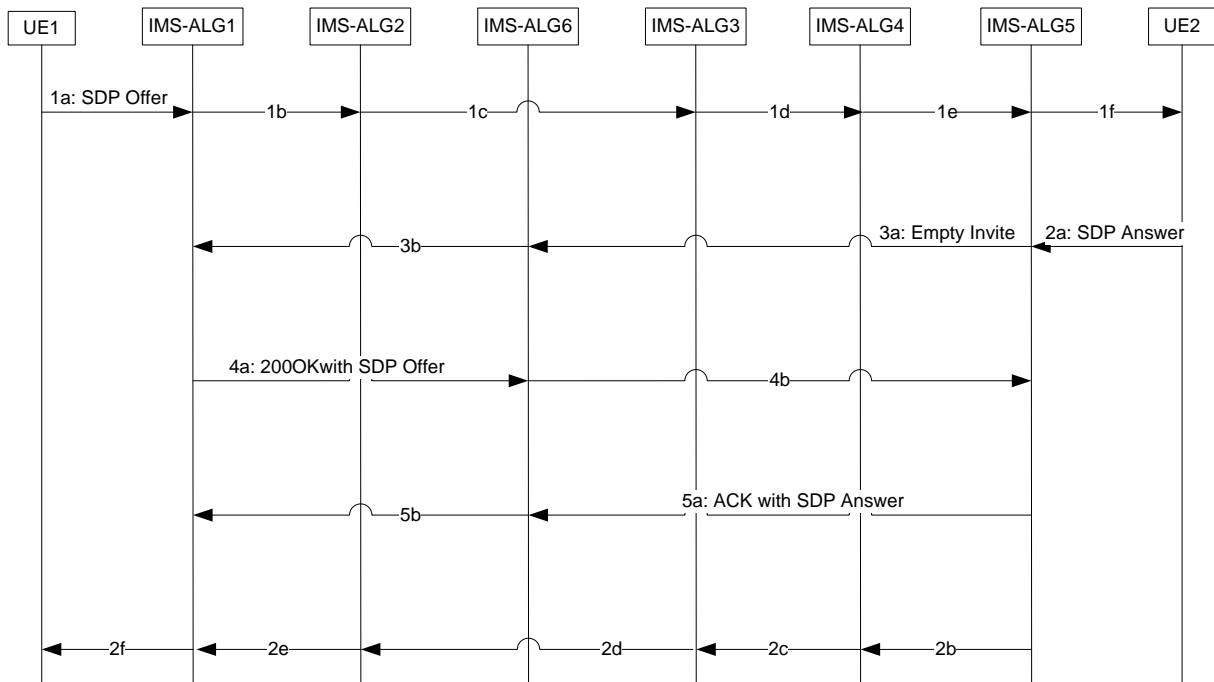 UE1
IMS-ALG1
IMS-ALG2
IMS-ALG6
IMS-ALG3
IMS-ALG4
IMS-ALG5
UE2
1a: SDP Offer
1b
1c
1d
1e
1f
3b
3a: Empty Invite
2a: SDP Answer
4a: 200OKwith SDP Offer
4b
5a: ACK with SDP Answer
5b
2f
2e
2d
2c
2b